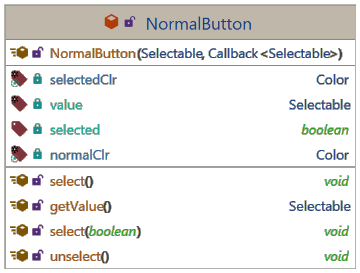 NormalButton
NormalButton(Selectable, Callback<Selectable>)
selectedClr Color
value Selectable
selected boolean
normalClr Color
select() void
getValue() Selectable
select(boolean) void
unselect() void